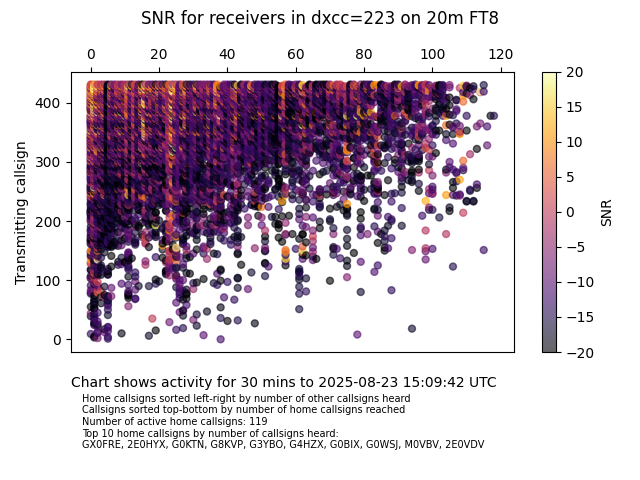 SNR for receivers in dxcc=223 on 20m FT8
0 20 40 60 80 100 120
400
300
200
100
0
Transmitting callsign
20
15
10
5
0
−5
−10
−15
−20
SNR
Chart shows activity for 30 mins to 2025-08-23 15:09:42 UTC
Home callsigns sorted left-right by number of other callsigns heard
Callsigns sorted top-bottom by number of home callsigns reached
Number of active home callsigns: 119
Top 10 home callsigns by number of callsigns heard:
GX0FRE, 2E0HYX, G0KTN, G8KVP, G3YBO, G4HZX, G0BIX, G0WSJ, M0VBV, 2E0VDV